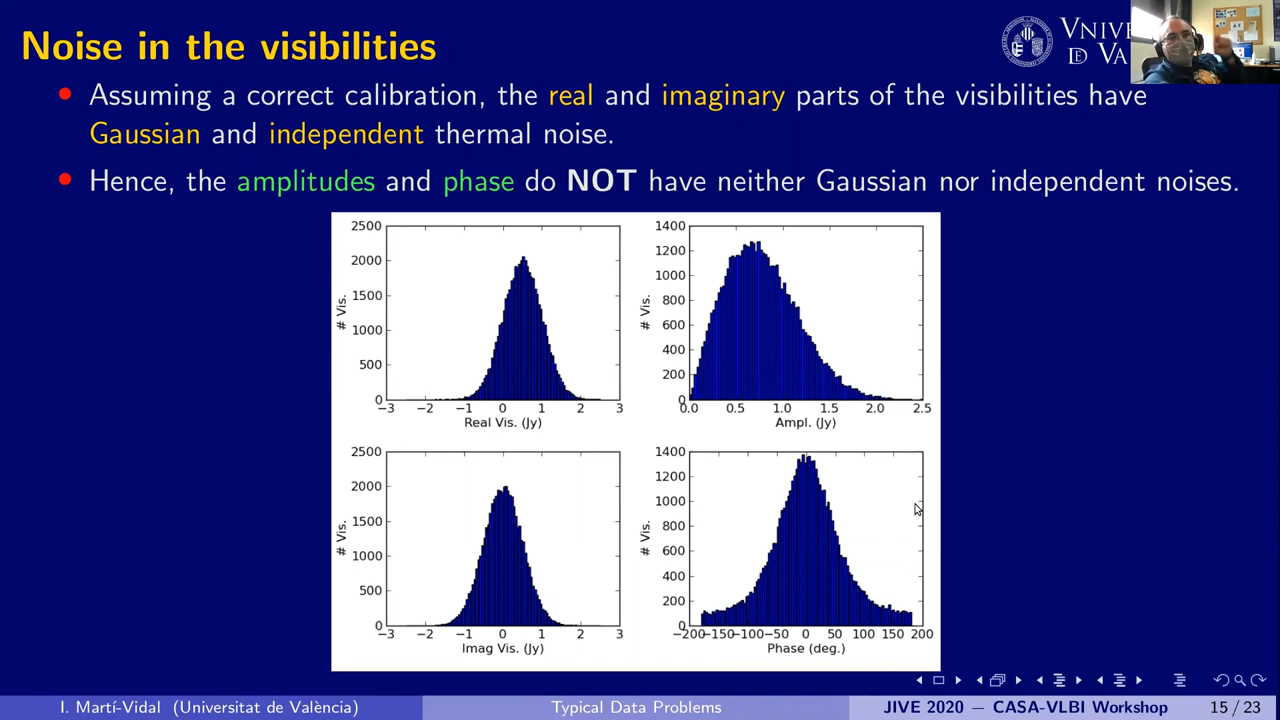 Noise in the visibilities
VNIVE
DE VA
Assuming a correct calibration, the real and imaginary parts of the visibilities have
Gaussian and independent thermal noise.
Hence, the amplitudes and phase do NOT have neither Gaussian nor independent noises.
2500
2000
1500
1000
500
0
# Vis.
−3 −2 −1 0 1 2 3
Real Vis. (Jy)
1400
1200
1000
800
600
400
200
0
# Vis.
0.0 0.5 1.0 1.5 2.0 2.5
Ampl. (Jy)
2500
2000
1500
1000
500
0
# Vis.
−3 −2 −1 0 1 2 3
Imag Vis. (Jy)
1400
1200
1000
800
600
400
200
0
# Vis.
−200 −150 −100 −50 0 50 100 150 200
Phase (deg.)
I. Martí-Vidal (Universitat de València) Typical Data Problems JIVE 2020 − CASA-VLBI Workshop 15 / 23